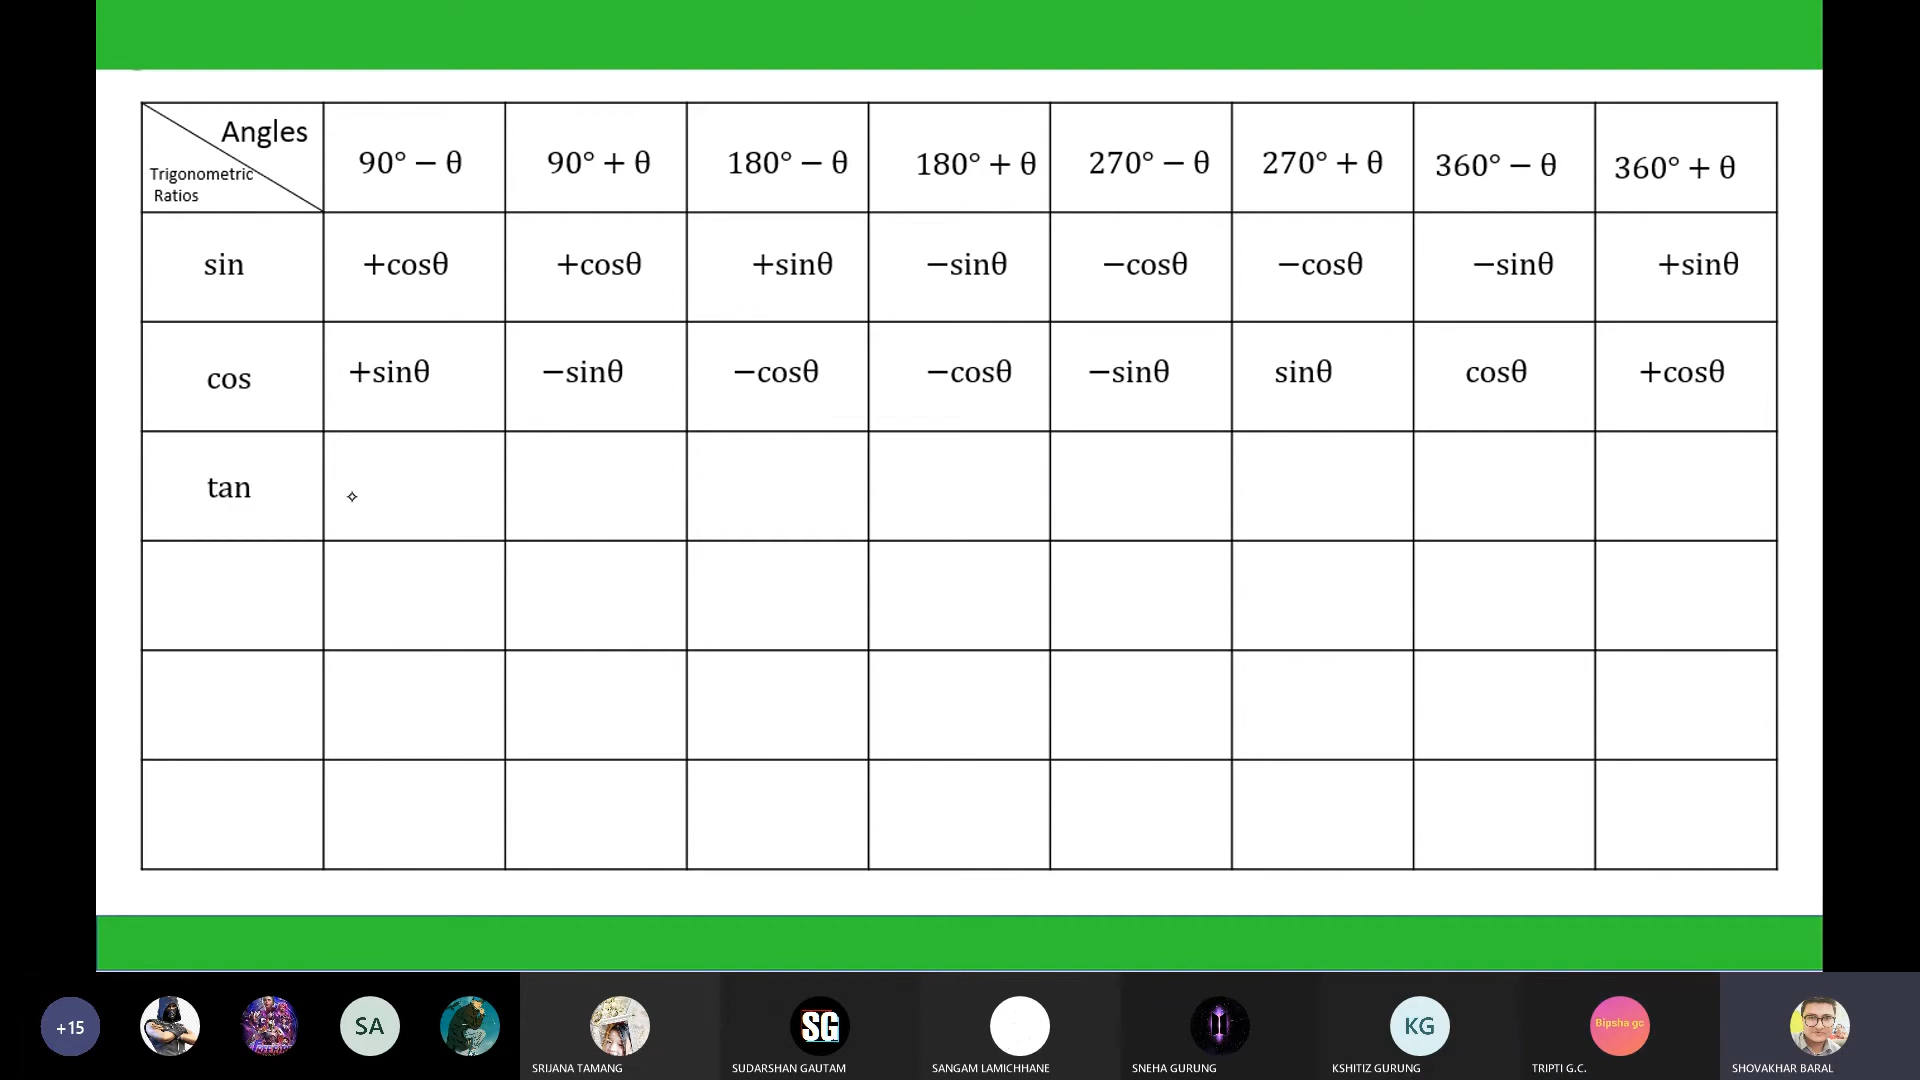 Angles
Trigonometric
Ratios
90° − θ
90° + θ
180° − θ
180° + θ
270° − θ
270° + θ
360° − θ
360° + θ
sin
+cosθ
+cosθ
+sinθ
−sinθ
−cosθ
−cosθ
−sinθ
+sinθ
cos
+sinθ
−sinθ
−cosθ
−cosθ
−sinθ
sinθ
cosθ
+cosθ
tan
+15
SA
SG
KG
Bipsha gc
SRIJANA TAMANG
SUDARSHAN GAUTAM
SANGAM LAMICHHANE
SNEHA GURUNG
KSHITIZ GURUNG
TRIPTI G.C.
SHOVAKHAR BARAL